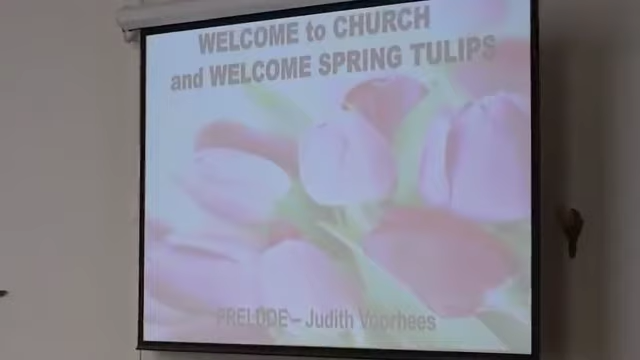 WELCOME to CHURCH
and WELCOME SPRING TULIPS
PRELUDE – Judith Voorhees